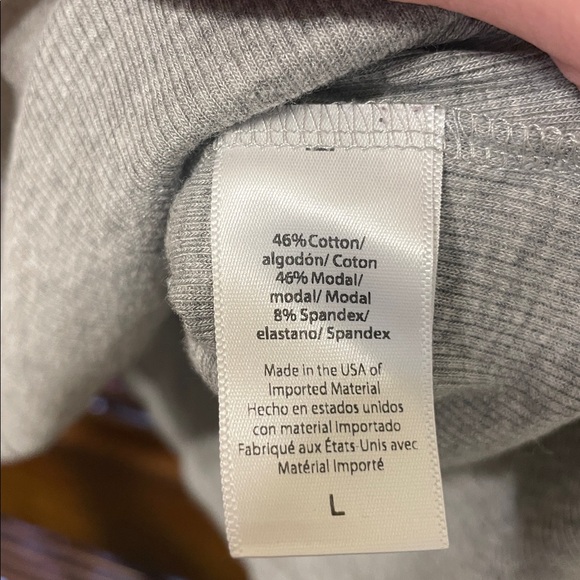 46% Cotton/
algodón/ Coton
46% Modal/
modal/ Modal
8% Spandex/
elastano/ Spandex
Made in the USA of
Imported Material
Hecho en estados unidos
con material Importado
Fabriqué aux États-Unis avec
Matérial Importé
L